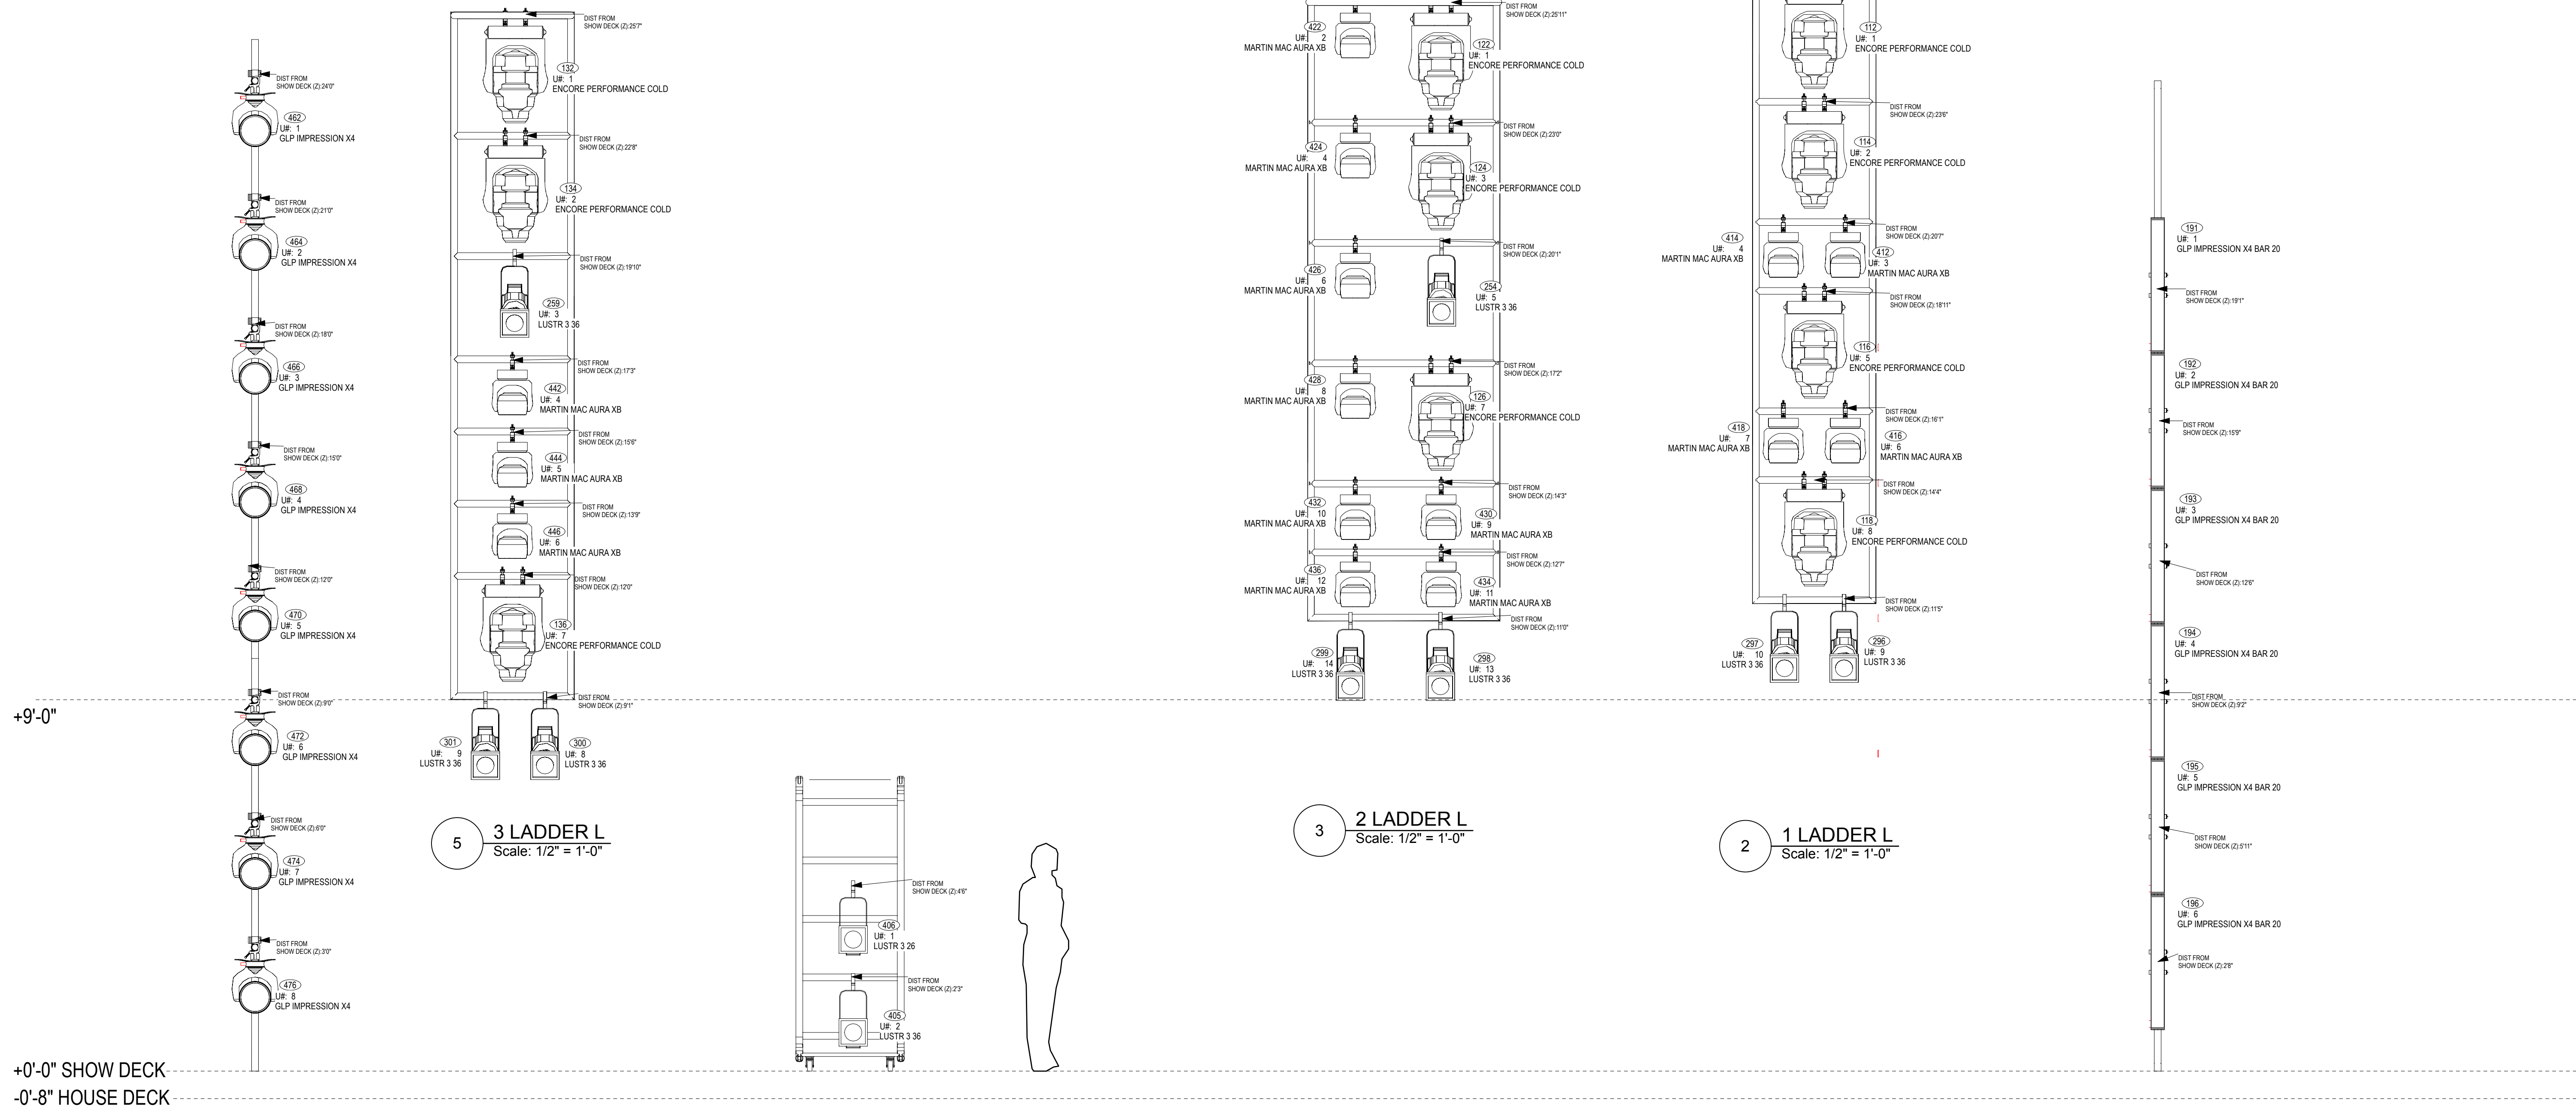 DIST FROM
SHOW DECK (Z):24'0"
462
U#: 1
GLP IMPRESSION X4
DIST FROM
SHOW DECK (Z):21'0"
464
U#: 2
GLP IMPRESSION X4
DIST FROM
SHOW DECK (Z):18'0"
466
U#: 3
GLP IMPRESSION X4
DIST FROM
SHOW DECK (Z):15'0"
468
U#: 4
GLP IMPRESSION X4
DIST FROM
SHOW DECK (Z):12'0"
470
U#: 5
GLP IMPRESSION X4
DIST FROM
SHOW DECK (Z):9'0"
472
U#: 6
GLP IMPRESSION X4
DIST FROM
SHOW DECK (Z):6'0"
474
U#: 7
GLP IMPRESSION X4
DIST FROM
SHOW DECK (Z):3'0"
476
U#: 8
GLP IMPRESSION X4
DIST FROM
SHOW DECK (Z):25'7"
132
U#: 1
ENCORE PERFORMANCE COLD
DIST FROM
SHOW DECK (Z):22'8"
134
U#: 2
ENCORE PERFORMANCE COLD
DIST FROM
SHOW DECK (Z):19'10"
259
U#: 3
LUSTR 3 36
DIST FROM
SHOW DECK (Z):17'3"
442
U#: 4
MARTIN MAC AURA XB
DIST FROM
SHOW DECK (Z):15'6"
444
U#: 5
MARTIN MAC AURA XB
DIST FROM
SHOW DECK (Z):13'9"
446
U#: 6
MARTIN MAC AURA XB
DIST FROM
SHOW DECK (Z):12'0"
136
U#: 7
ENCORE PERFORMANCE COLD
DIST FROM
SHOW DECK (Z):9'1"
301
U#: 9
LUSTR 3 36
300
U#: 8
LUSTR 3 36
5
3 LADDER L
Scale: 1/2" = 1'-0"
DIST FROM
SHOW DECK (Z):4'6"
406
U#: 1
LUSTR 3 26
DIST FROM
SHOW DECK (Z):2'3"
405
U#: 2
LUSTR 3 36
DIST FROM
SHOW DECK (Z):25'11"
422
U#: 2
MARTIN MAC AURA XB
122
U#: 1
ENCORE PERFORMANCE COLD
DIST FROM
SHOW DECK (Z):23'0"
424
U#: 4
MARTIN MAC AURA XB
124
U#: 3
ENCORE PERFORMANCE COLD
DIST FROM
SHOW DECK (Z):20'1"
426
U#: 6
MARTIN MAC AURA XB
254
U#: 5
LUSTR 3 36
DIST FROM
SHOW DECK (Z):17'2"
428
U#: 8
MARTIN MAC AURA XB
126
U#: 7
ENCORE PERFORMANCE COLD
DIST FROM
SHOW DECK (Z):14'3"
432
U#: 10
MARTIN MAC AURA XB
430
U#: 9
MARTIN MAC AURA XB
DIST FROM
SHOW DECK (Z):12'7"
436
U#: 12
MARTIN MAC AURA XB
434
U#: 11
MARTIN MAC AURA XB
DIST FROM
SHOW DECK (Z):11'0"
299
U#: 14
LUSTR 3 36
298
U#: 13
LUSTR 3 36
3
2 LADDER L
Scale: 1/2" = 1'-0"
112
U#: 1
ENCORE PERFORMANCE COLD
DIST FROM
SHOW DECK (Z):23'6"
114
U#: 2
ENCORE PERFORMANCE COLD
DIST FROM
SHOW DECK (Z):20'7"
414
U#: 4
MARTIN MAC AURA XB
412
U#: 3
MARTIN MAC AURA XB
DIST FROM
SHOW DECK (Z):18'11"
116
U#: 5
ENCORE PERFORMANCE COLD
DIST FROM
SHOW DECK (Z):16'1"
418
U#: 7
MARTIN MAC AURA XB
416
U#: 6
MARTIN MAC AURA XB
DIST FROM
SHOW DECK (Z):14'4"
118
U#: 8
ENCORE PERFORMANCE COLD
DIST FROM
SHOW DECK (Z):11'5"
297
U#: 10
LUSTR 3 36
296
U#: 9
LUSTR 3 36
2
1 LADDER L
Scale: 1/2" = 1'-0"
191
U#: 1
GLP IMPRESSION X4 BAR 20
DIST FROM
SHOW DECK (Z):19'1"
192
U#: 2
GLP IMPRESSION X4 BAR 20
DIST FROM
SHOW DECK (Z):15'9"
193
U#: 3
GLP IMPRESSION X4 BAR 20
DIST FROM
SHOW DECK (Z):12'6"
194
U#: 4
GLP IMPRESSION X4 BAR 20
DIST FROM
SHOW DECK (Z):9'2"
195
U#: 5
GLP IMPRESSION X4 BAR 20
DIST FROM
SHOW DECK (Z):5'11"
196
U#: 6
GLP IMPRESSION X4 BAR 20
DIST FROM
SHOW DECK (Z):2'8"
+9'-0"
+0'-0" SHOW DECK
-0'-8" HOUSE DECK